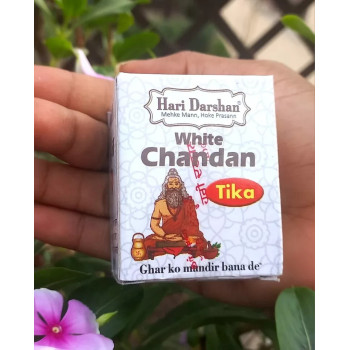 Hari Darshan®
Mehke Mann, Hoke Prasann
White
Chandan
Tika
Ghar ko mandir bana de